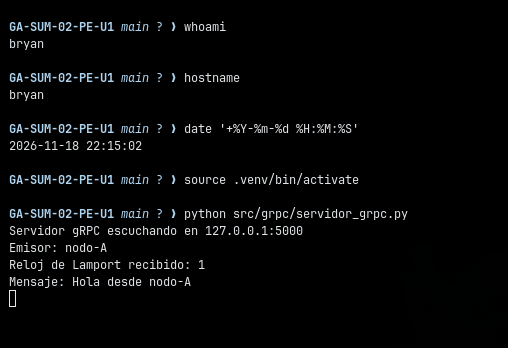 GA-SUM-02-PE-U1 main ? ❯ whoami
bryan
GA-SUM-02-PE-U1 main ? ❯ hostname
bryan
GA-SUM-02-PE-U1 main ? ❯ date '+%Y-%m-%d %H:%M:%S'
2026-11-18 22:15:02
GA-SUM-02-PE-U1 main ? ❯ source .venv/bin/activate
GA-SUM-02-PE-U1 main ? ❯ python src/grpc/servidor_grpc.py
Servidor gRPC escuchando en 127.0.0.1:5000
Emisor: nodo-A
Reloj de Lamport recibido: 1
Mensaje: Hola desde nodo-A